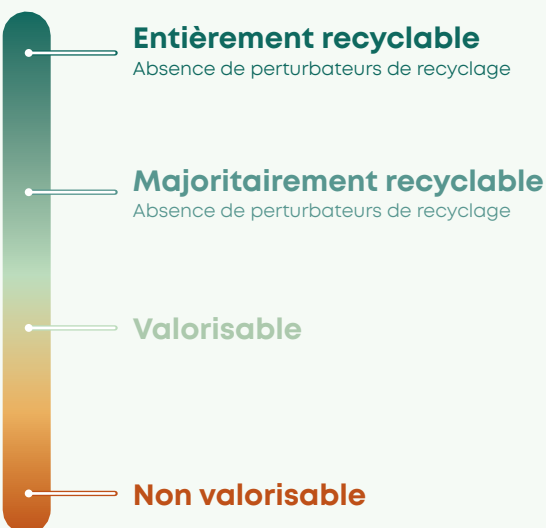 Entièrement recyclable
Absence de perturbateurs de recyclage
Majoritairement recyclable
Absence de perturbateurs de recyclage
Valorisable
Non valorisable